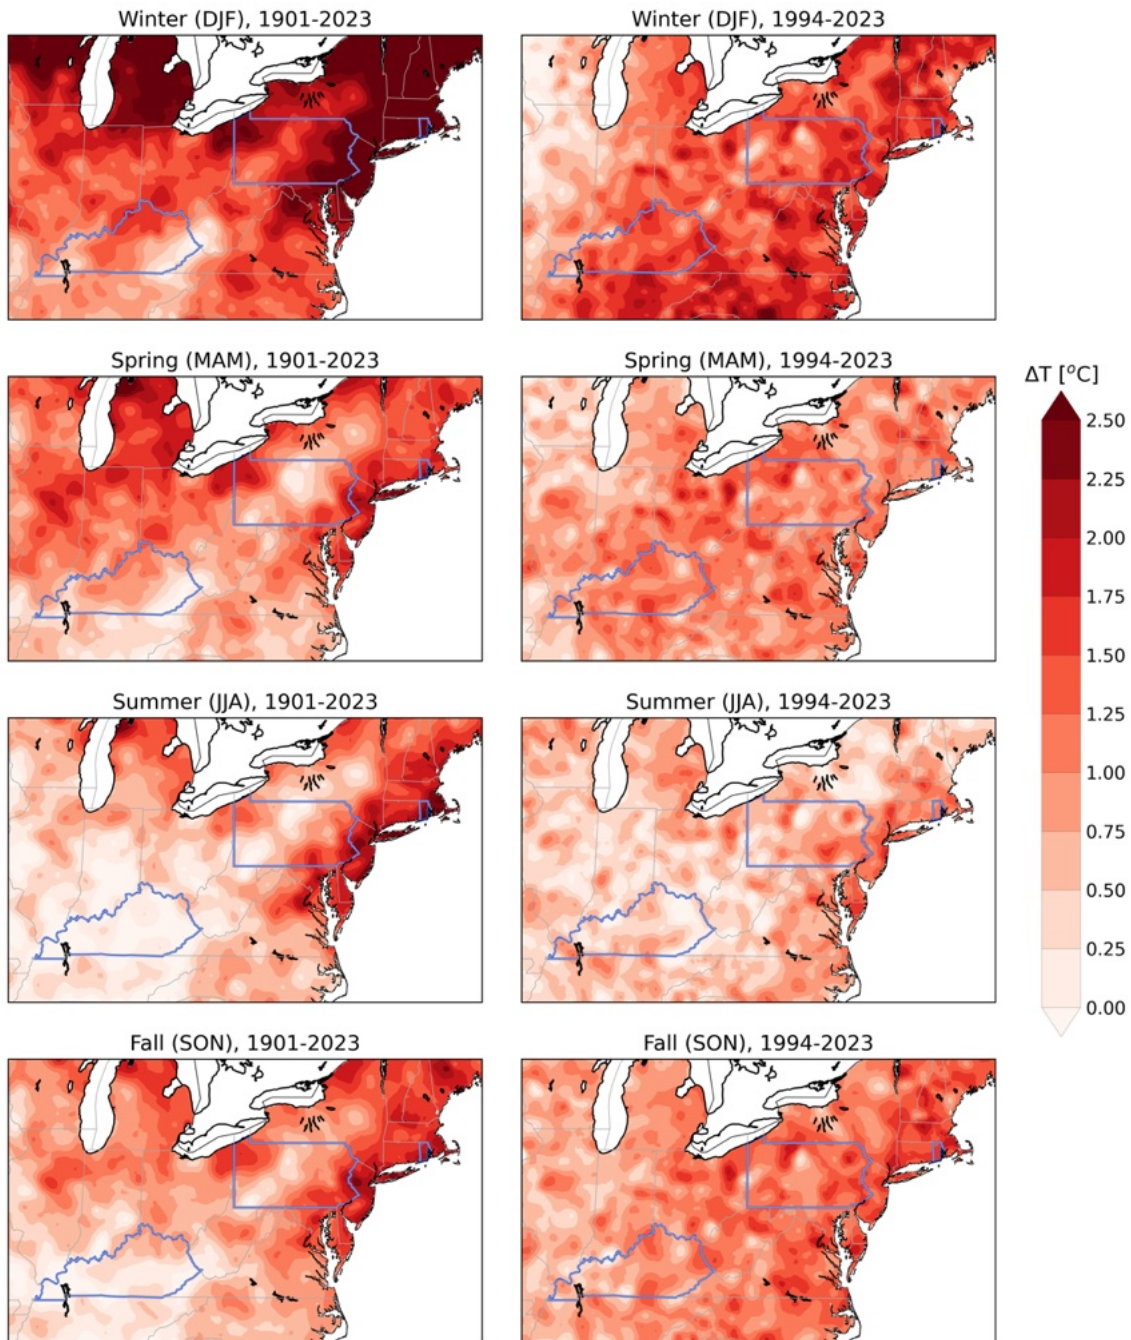 Winter (DJF), 1901-2023
Winter (DJF), 1994-2023
Spring (MAM), 1901-2023
Spring (MAM), 1994-2023
ΔT [°C]
2.50
2.25
2.00
1.75
1.50
1.25
1.00
0.75
0.50
0.25
0.00
Summer (JJA), 1901-2023
Summer (JJA), 1994-2023
Fall (SON), 1901-2023
Fall (SON), 1994-2023